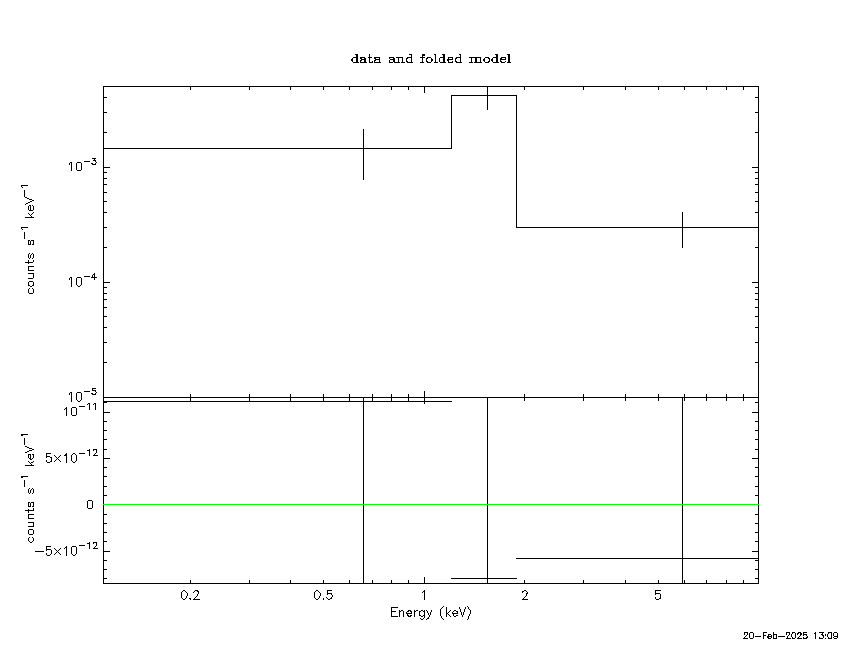 data and folded model
counts s⁻¹ keV⁻¹
10⁻³
10⁻⁴
10⁻⁵
counts s⁻¹ keV⁻¹
10⁻¹¹
5×10⁻¹²
0
−5×10⁻¹²
0.2 0.5 1 2 5
Energy (keV)
20-Feb-2025 13:09